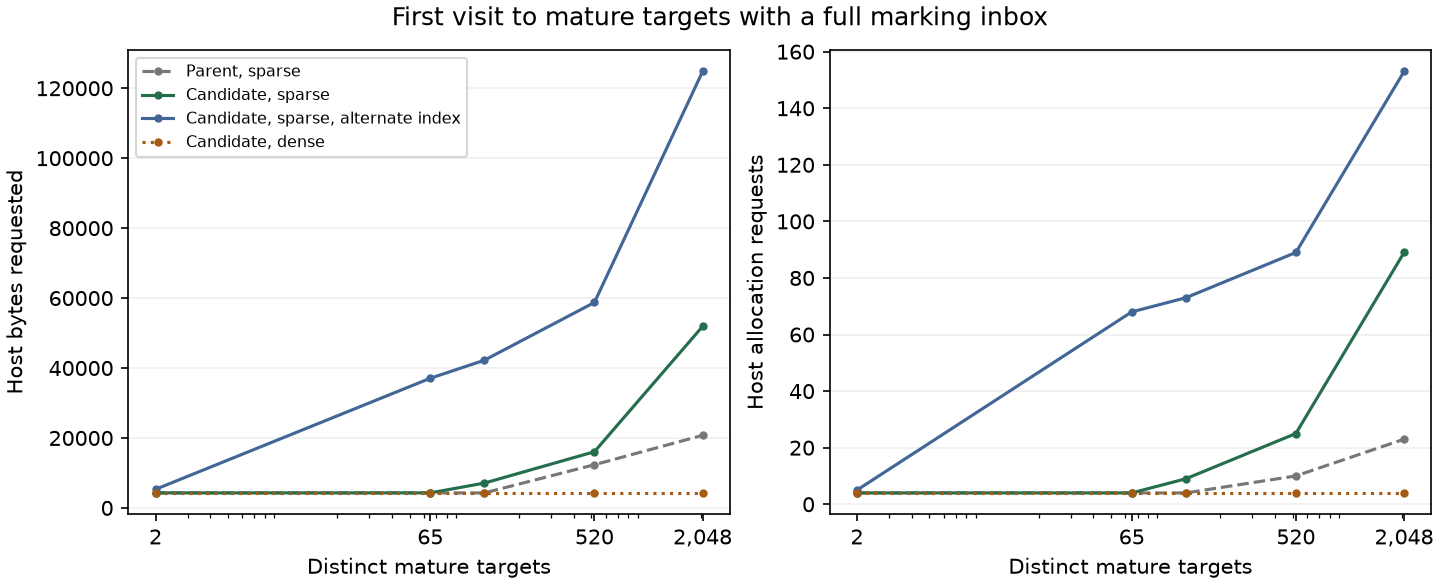 First visit to mature targets with a full marking inbox
Host bytes requested
120000
100000
80000
60000
40000
20000
0
Parent, sparse
Candidate, sparse
Candidate, sparse, alternate index
Candidate, dense
2
65
520
2,048
Distinct mature targets
Host allocation requests
160
140
120
100
80
60
40
20
0
2
65
520
2,048
Distinct mature targets